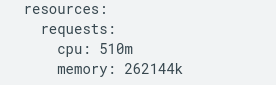 resources:
  requests:
    cpu: 510m
    memory: 262144k